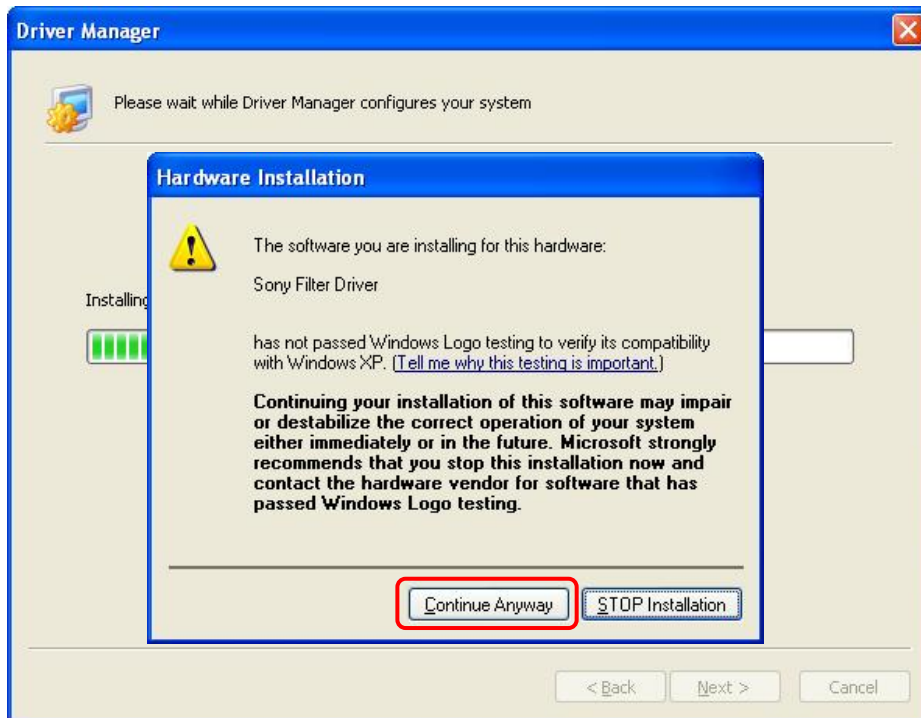 Driver Manager
Please wait while Driver Manager configures your system
Hardware Installation
The software you are installing for this hardware:
Sony Filter Driver
Installing
has not passed Windows Logo testing to verify its compatibility
with Windows XP. (Tell me why this testing is important.)
Continuing your installation of this software may impair
or destabilize the correct operation of your system
either immediately or in the future. Microsoft strongly
recommends that you stop this installation now and
contact the hardware vendor for software that has
passed Windows Logo testing.
Continue Anyway
STOP Installation
< Back
Next >
Cancel